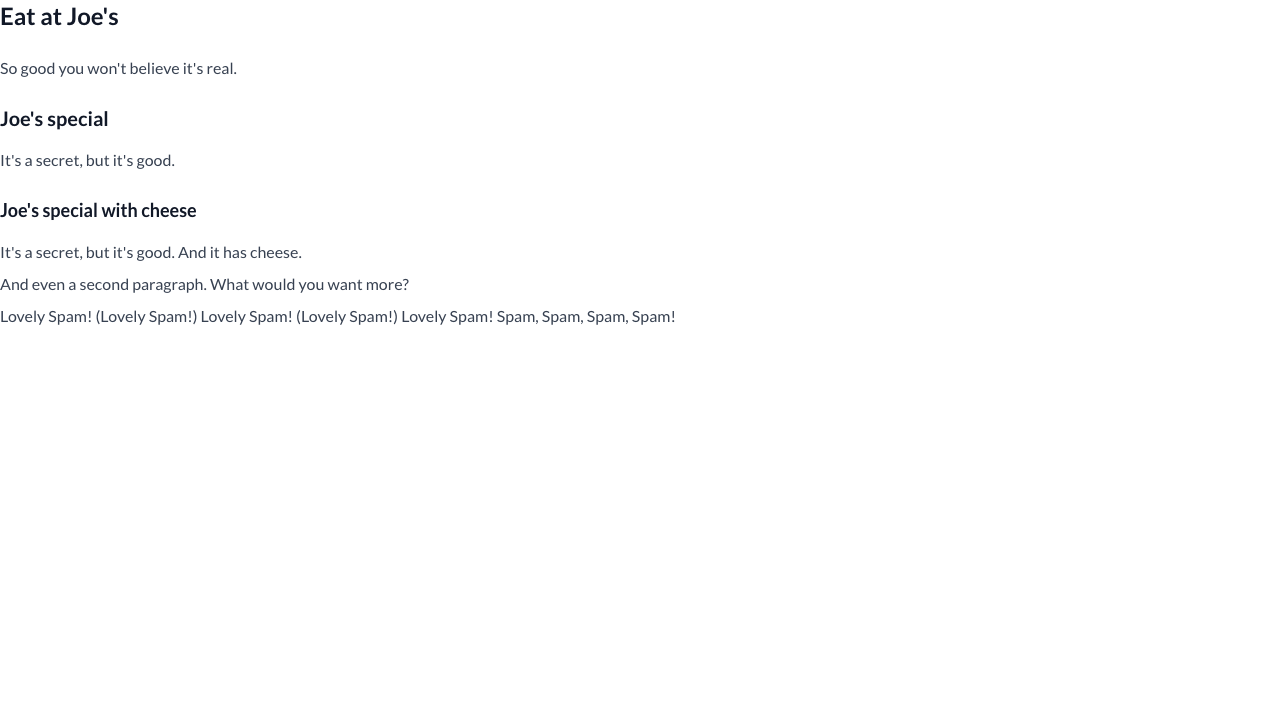 Eat at Joe's
So good you won't believe it's real.
Joe's special
It's a secret, but it's good.
Joe's special with cheese
It's a secret, but it's good. And it has cheese.
And even a second paragraph. What would you want more?
Lovely Spam! (Lovely Spam!) Lovely Spam! (Lovely Spam!) Lovely Spam! Spam, Spam, Spam, Spam!